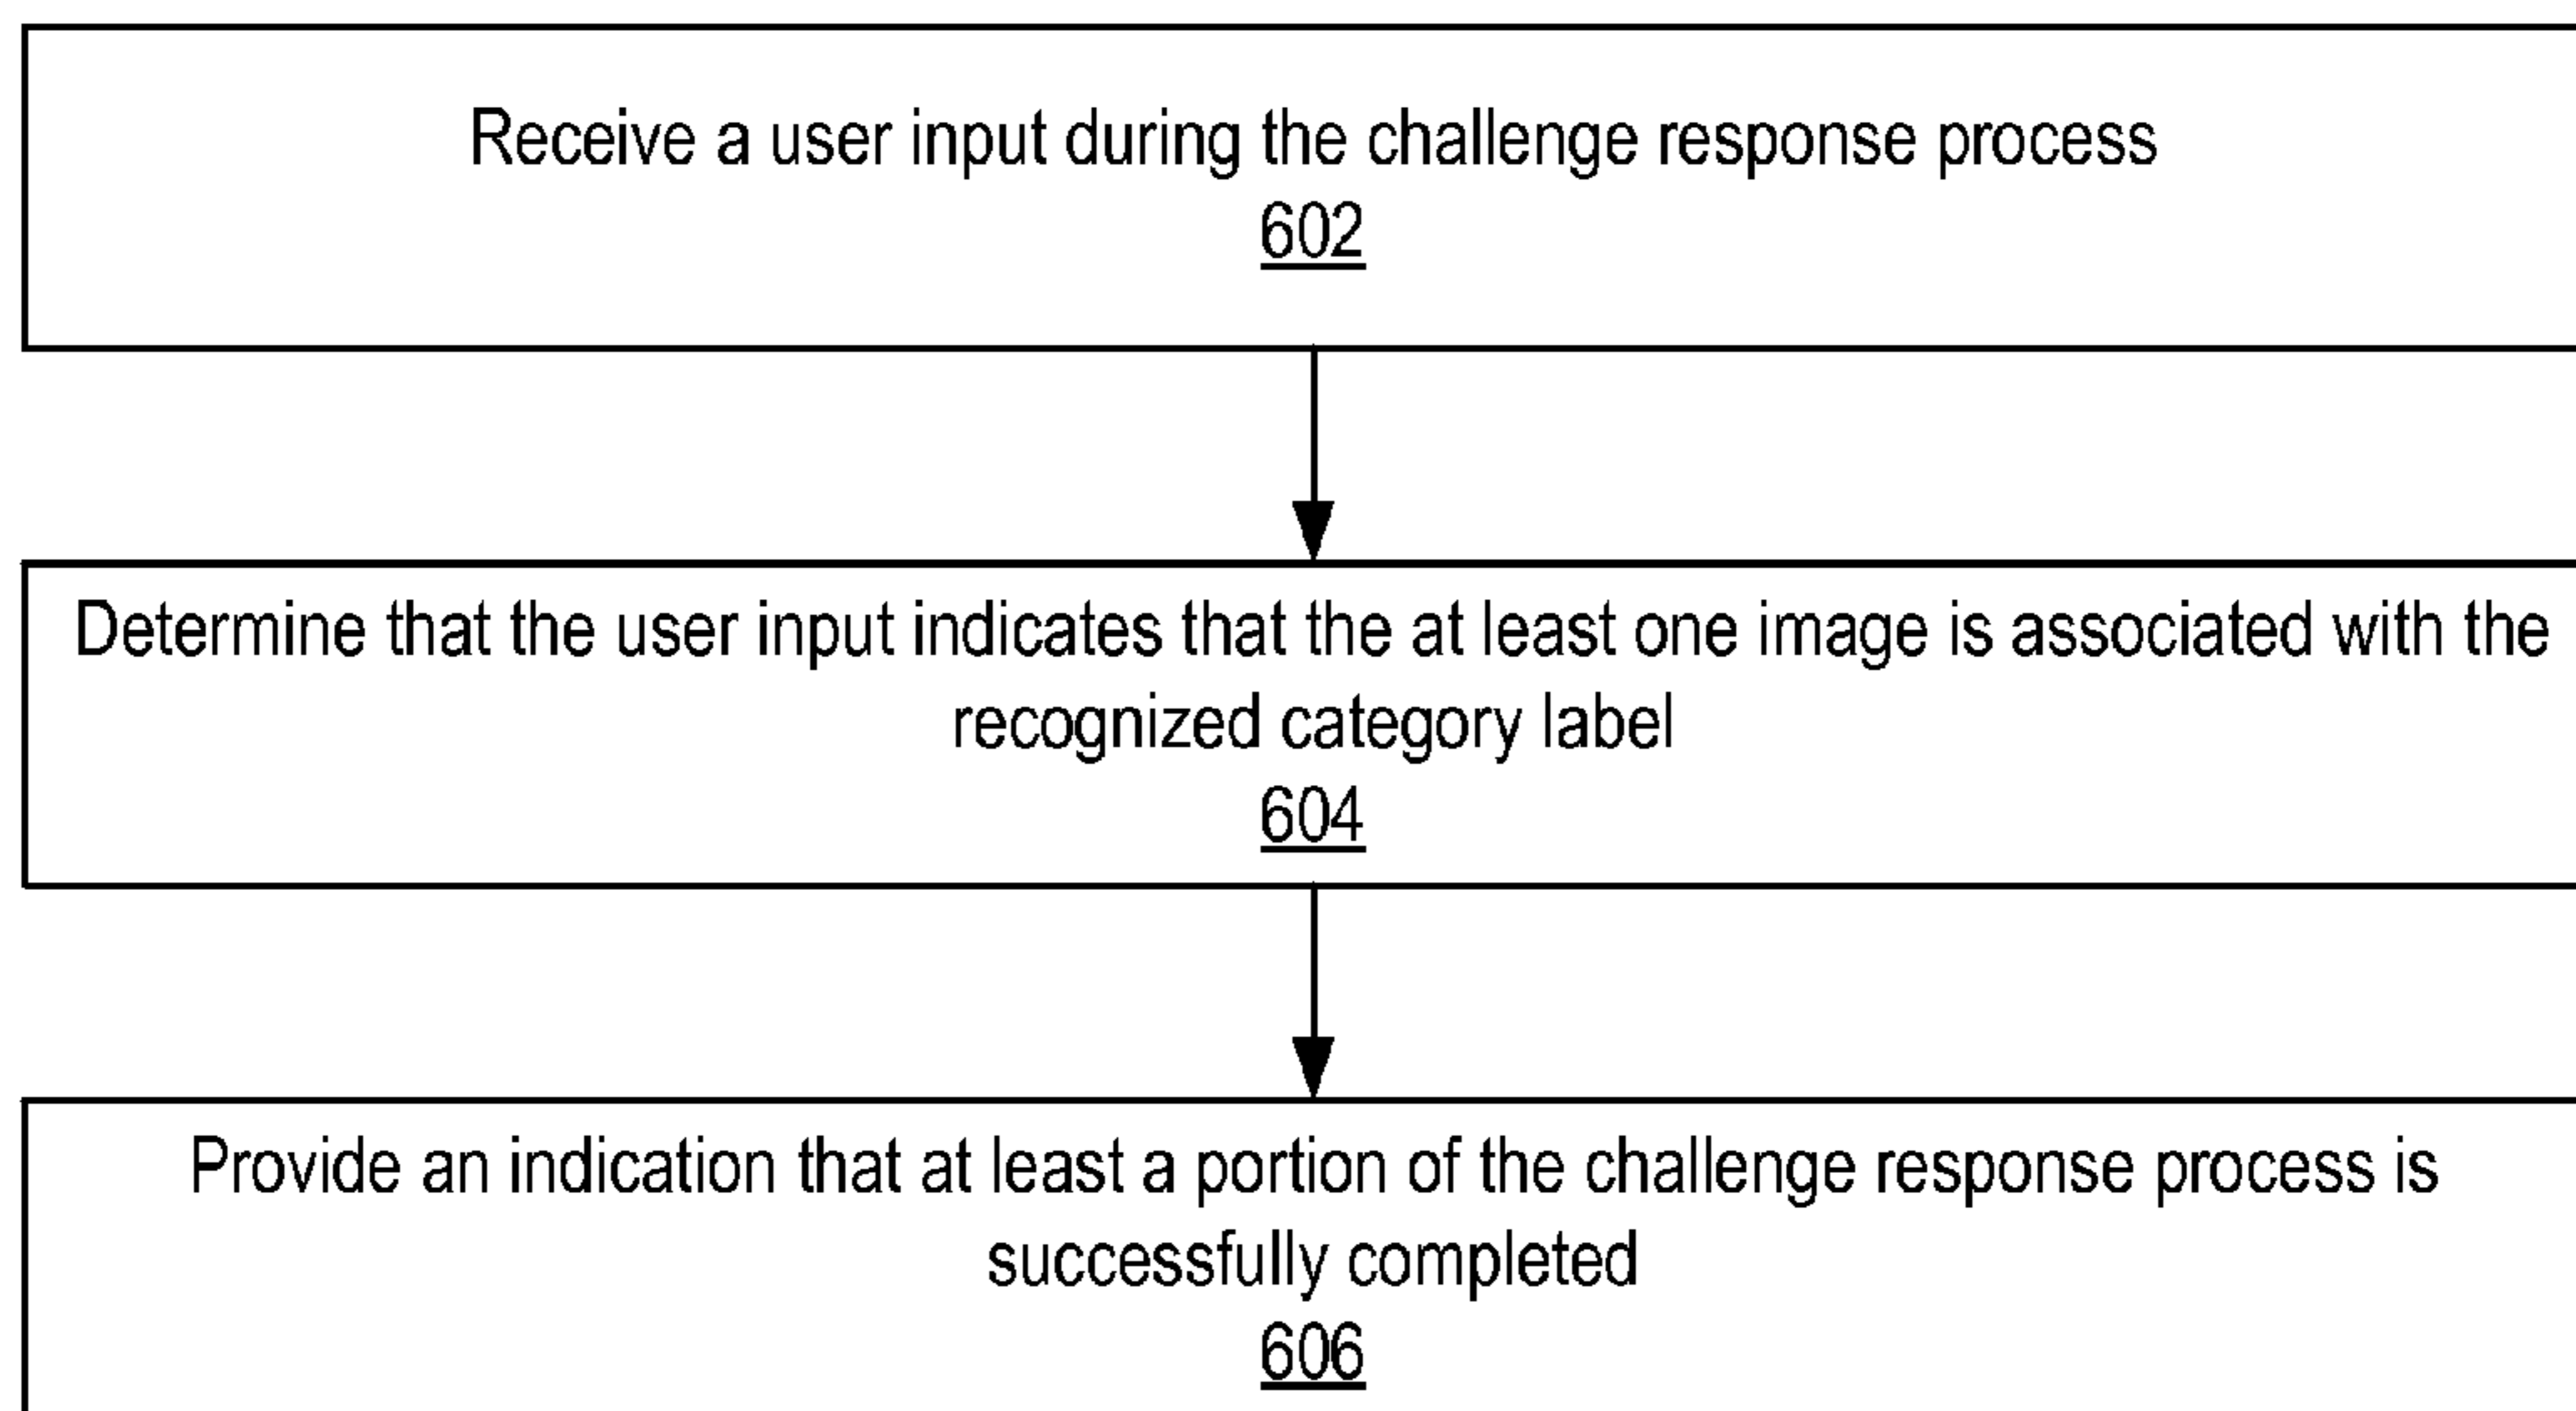 Receive a user input during the challenge response process
602
Determine that the user input indicates that the at least one image is associated with the
recognized category label
604
Provide an indication that at least a portion of the challenge response process is
successfully completed
606